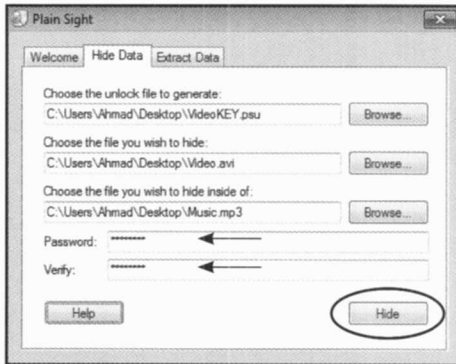 Plain Sight
Welcome Hide Data Extract Data
Choose the unlock file to generate:
C:\Users\Ahmad\Desktop\VideoKEY.psu Browse...
Choose the file you wish to hide:
C:\Users\Ahmad\Desktop\Video.avi Browse...
Choose the file you wish to hide inside of:
C:\Users\Ahmad\Desktop\Music.mp3 Browse...
Password: ********
Verify: ********
Help Hide